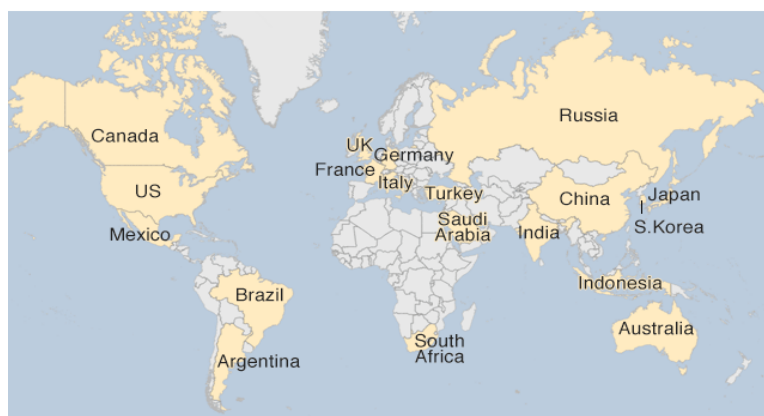 Russia
Canada
UK
Germany
France
Italy
US
Turkey
China
Japan
Saudi
Arabia
S.Korea
Mexico
India
Indonesia
Brazil
Australia
South
Africa
Argentina